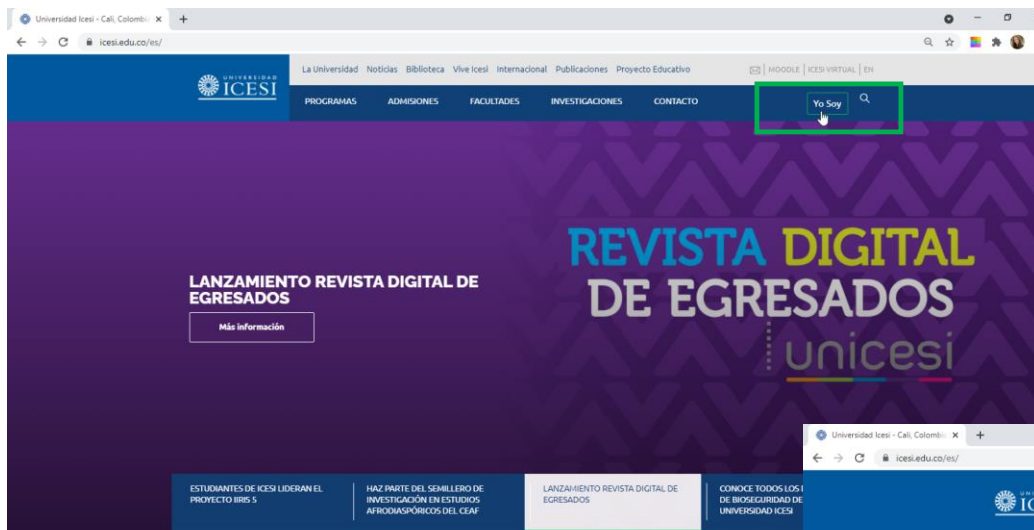 Universidad Icesi - Cali, Colombi
icesi.edu.co/es/
UNIVERSIDAD
ICESI
La Universidad Noticias Biblioteca Vive Icesi Internacional Publicaciones Proyecto Educativo
MOODLE | ICESI VIRTUAL | EN
PROGRAMAS ADMISIONES FACULTADES INVESTIGACIONES CONTACTO
Yo Soy
LANZAMIENTO REVISTA DIGITAL DE
EGRESADOS
Más información
REVISTA DIGITAL
DE EGRESADOS
unicesi
ESTUDIANTES DE ICESI LIDERAN EL
PROYECTO IIRIS 5
HAZ PARTE DEL SEMILLERO DE
INVESTIGACIÓN EN ESTUDIOS
AFRODIASPÓRICOS DEL CEAF
LANZAMIENTO REVISTA DIGITAL DE
EGRESADOS
CONOCE TODOS LOS
DE BIOSEGURIDAD DE
UNIVERSIDAD ICESI
Universidad Icesi - Cali, Colombi
icesi.edu.co/es/